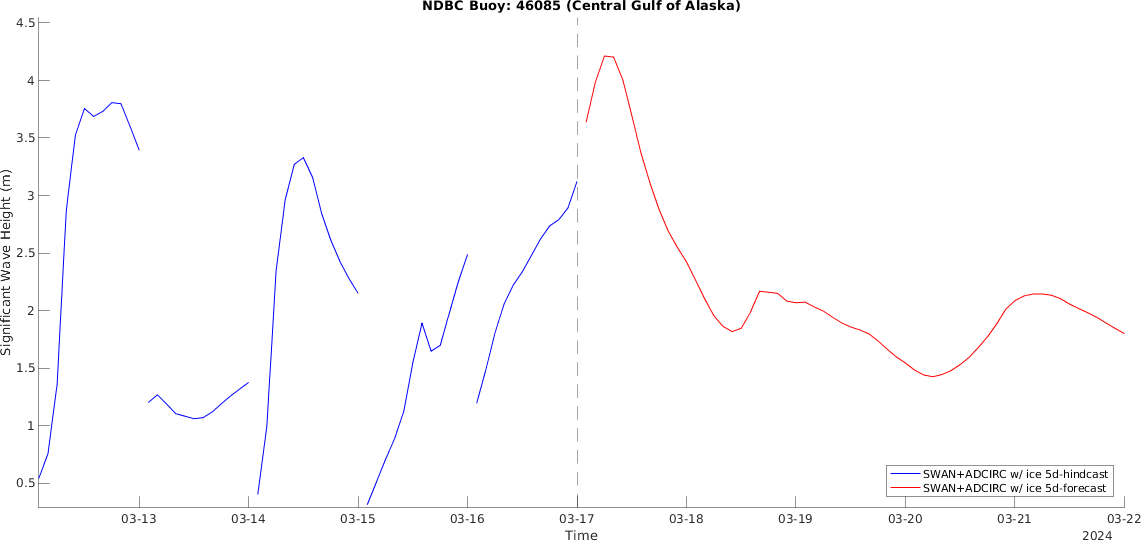 NDBC Buoy: 46085 (Central Gulf of Alaska)
4.5
4
3.5
3
2.5
2
1.5
1
0.5
Significant Wave Height (m)
SWAN+ADCIRC w/ ice 5d-hindcast
SWAN+ADCIRC w/ ice 5d-forecast
03-13 03-14 03-15 03-16 03-17 03-18 03-19 03-20 03-21 03-22
Time
2024